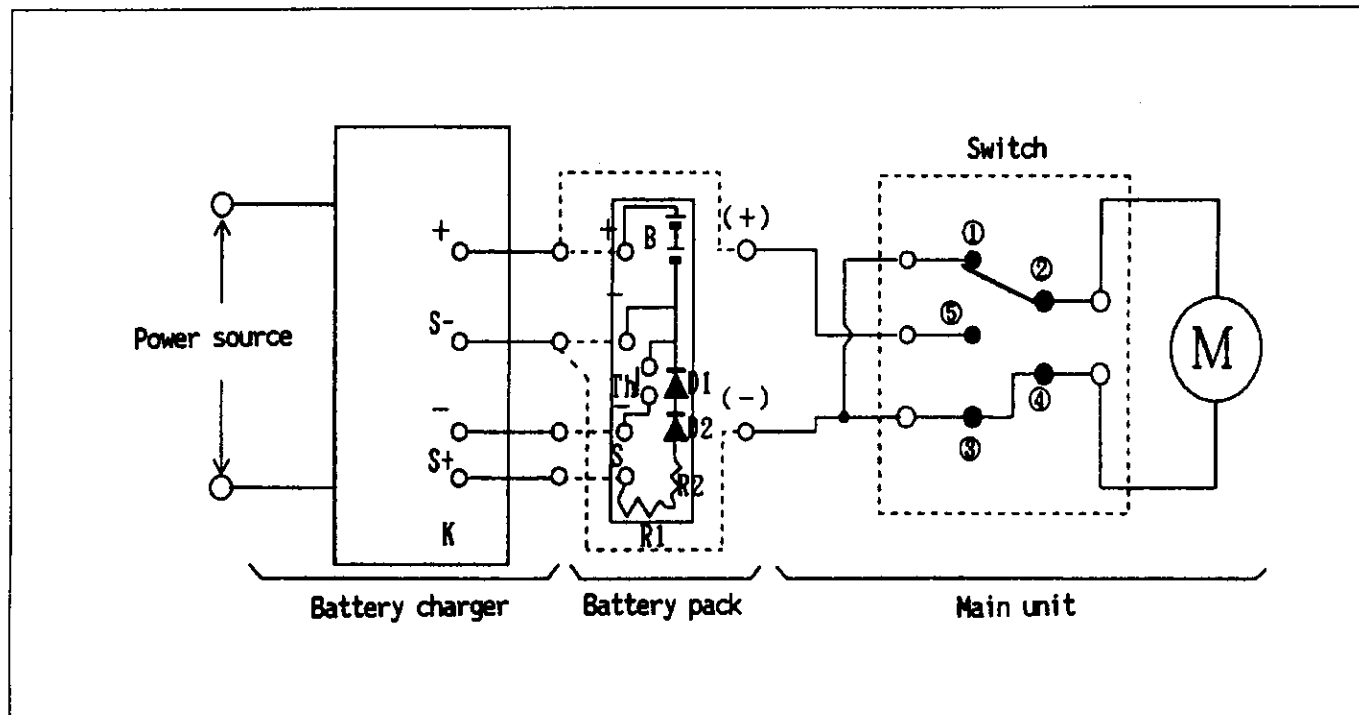 Switch
Power source
+
S-
-
S+
K
+
B
-
Th
D1
-
D2
S
R2
R1
(+)
(-)
①
②
⑤
④
③
M
Battery charger
Battery pack
Main unit